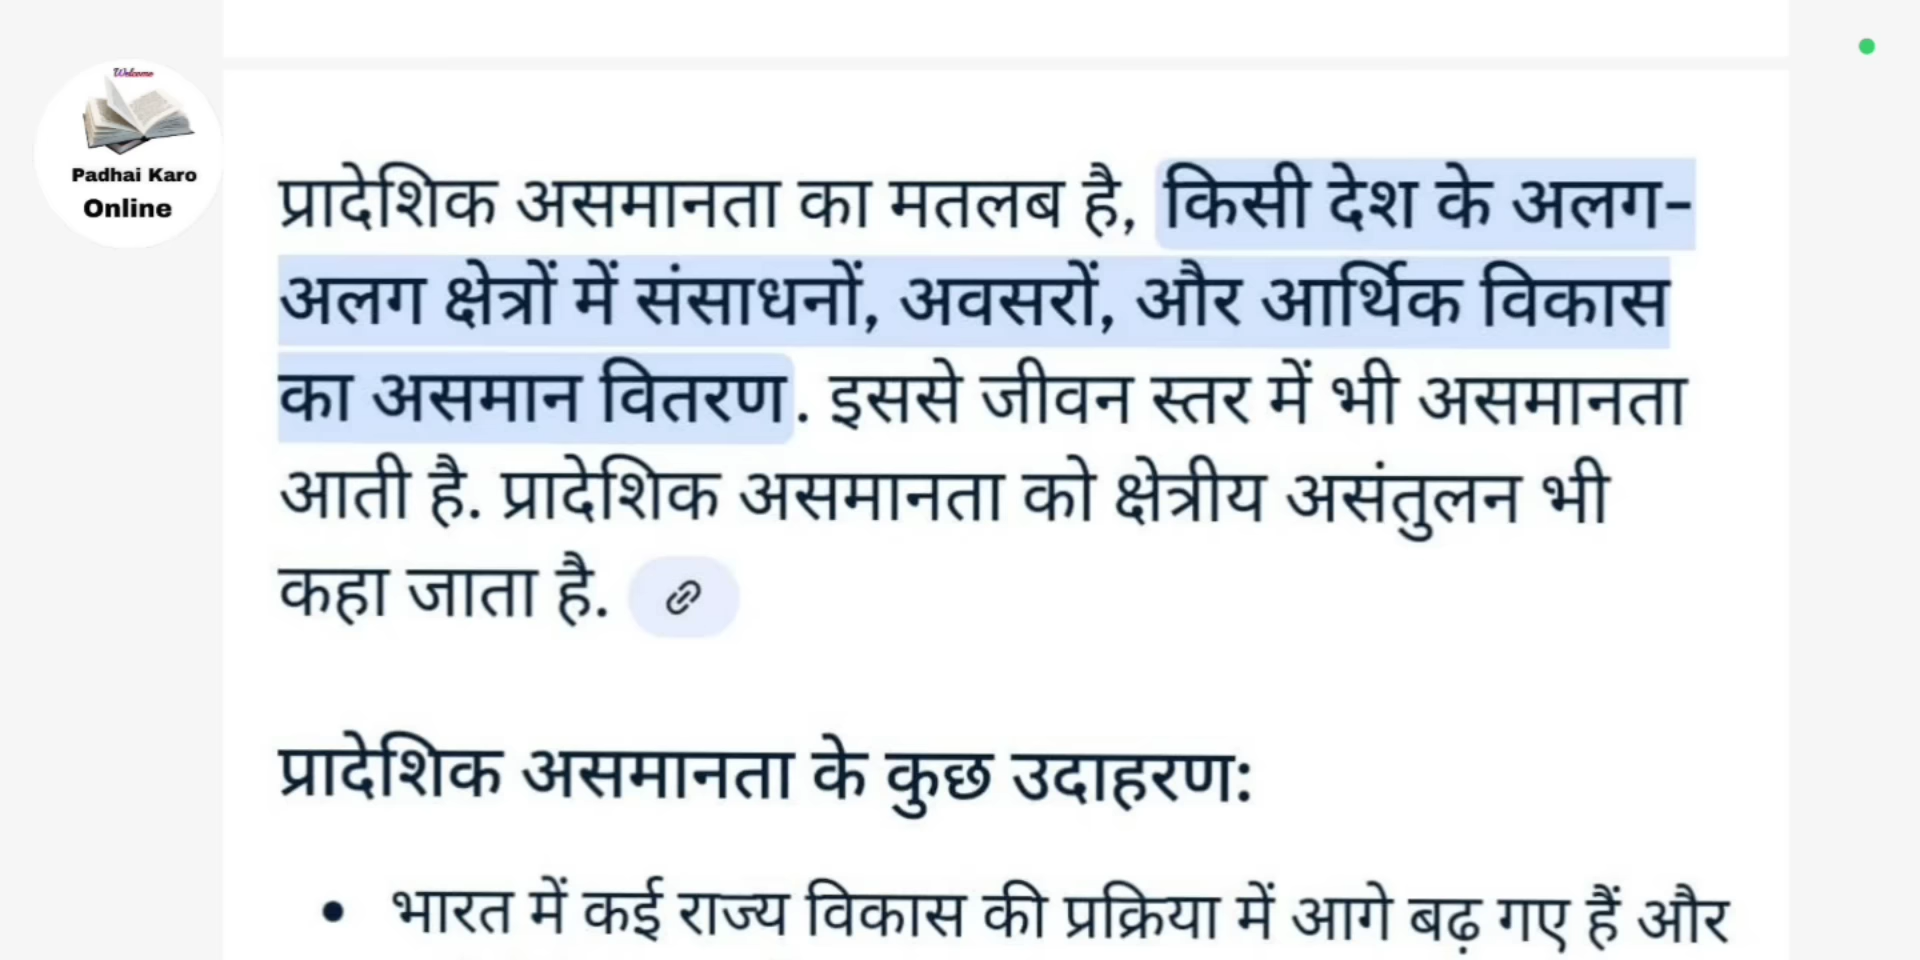 Welcome
Padhai Karo
Online
प्रादेशिक असमानता का मतलब है, किसी देश के अलग-
अलग क्षेत्रों में संसाधनों, अवसरों, और आर्थिक विकास
का असमान वितरण. इससे जीवन स्तर में भी असमानता
आती है. प्रादेशिक असमानता को क्षेत्रीय असंतुलन भी
कहा जाता है.
प्रादेशिक असमानता के कुछ उदाहरण:
• भारत में कई राज्य विकास की प्रक्रिया में आगे बढ़ गए हैं और